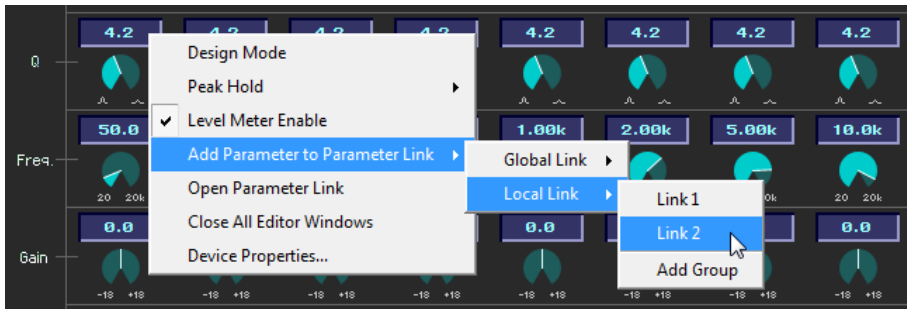 4.2 4.2 4.2 4.2 4.2 4.2 4.2 4.2
Q
Design Mode
Peak Hold
Level Meter Enable
50.0 1.00k 2.00k 5.00k 10.0k
Add Parameter to Parameter Link
Global Link
Freq.
Open Parameter Link
Local Link
Link 1
20 20k 20 20k
Close All Editor Windows
0.0 0.0 0.0
Link 2
Gain
Device Properties...
Add Group
-18 +18 -18 +18 -18 +18 -18 +18 -18 +18 -18 +18 -18 +18 -18 +18